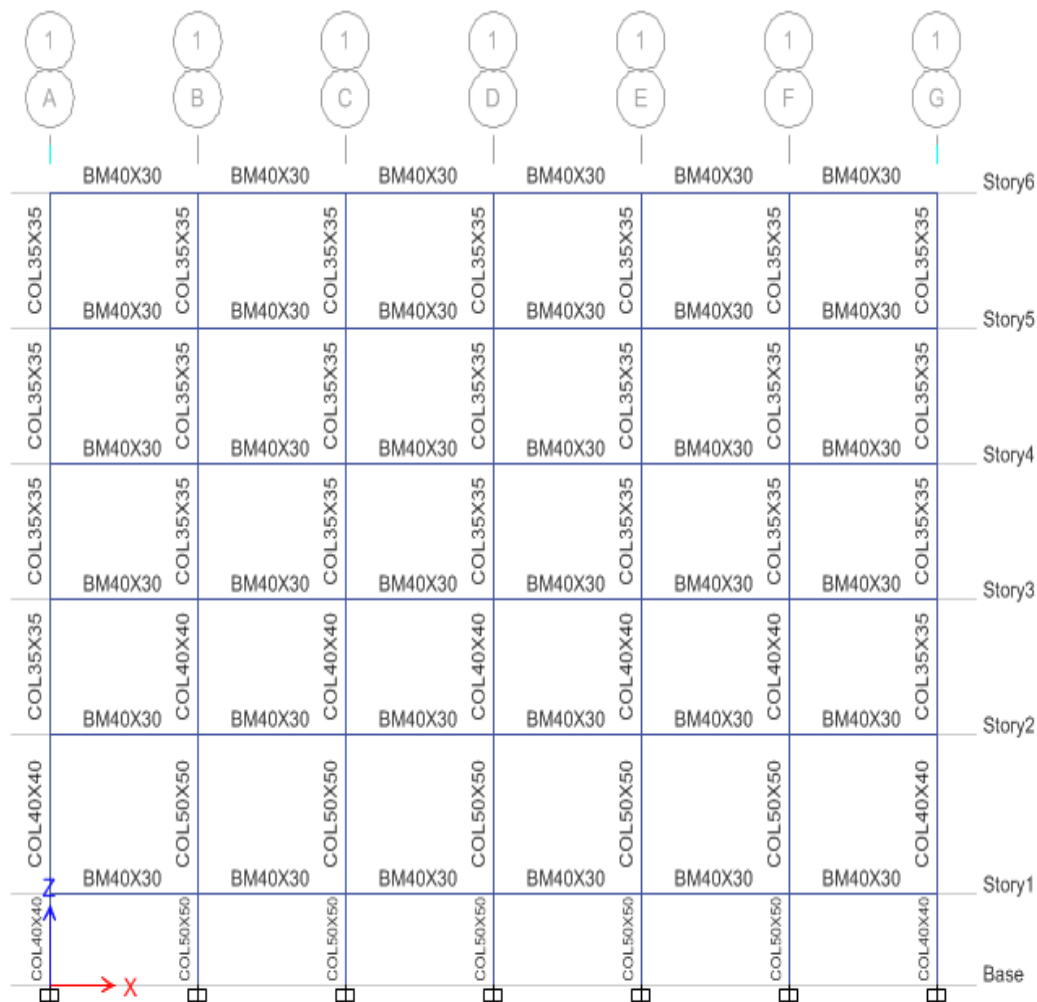 1 1 1 1 1 1 1
A B C D E F G
BM40X30 BM40X30 BM40X30 BM40X30 BM40X30 BM40X30 Story6
COL35X35 COL35X35 COL35X35 COL35X35 COL35X35 COL35X35 COL35X35
BM40X30 BM40X30 BM40X30 BM40X30 BM40X30 BM40X30 Story5
COL35X35 COL35X35 COL35X35 COL35X35 COL35X35 COL35X35 COL35X35
BM40X30 BM40X30 BM40X30 BM40X30 BM40X30 BM40X30 Story4
COL35X35 COL35X35 COL35X35 COL35X35 COL35X35 COL35X35 COL35X35
BM40X30 BM40X30 BM40X30 BM40X30 BM40X30 BM40X30 Story3
COL35X35 COL40X40 COL40X40 COL40X40 COL40X40 COL40X40 COL35X35
BM40X30 BM40X30 BM40X30 BM40X30 BM40X30 BM40X30 Story2
COL40X40 COL50X50 COL50X50 COL50X50 COL50X50 COL50X50 COL40X40
Z BM40X30 BM40X30 BM40X30 BM40X30 BM40X30 BM40X30 Story1
COL40X40 COL50X50 COL50X50 COL50X50 COL50X50 COL50X50 COL40X40
X Base